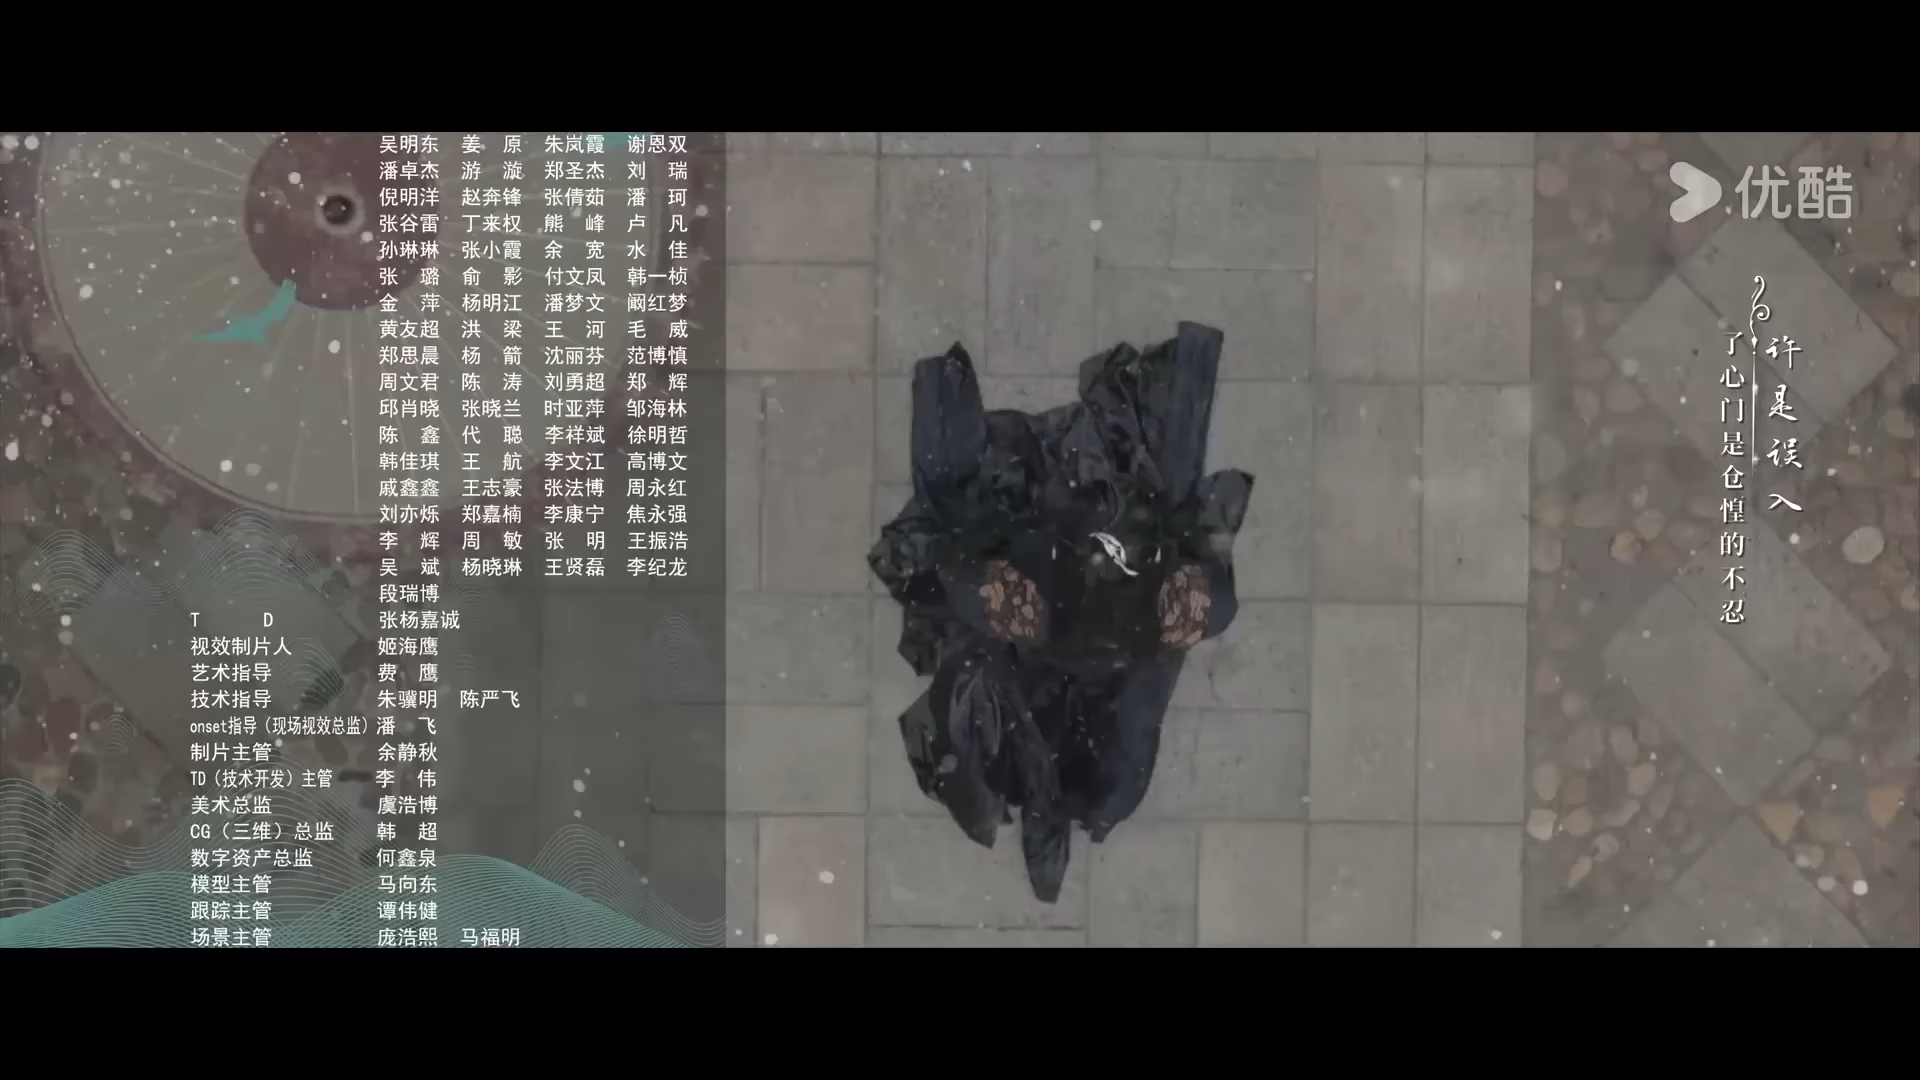 吴明东 姜 原 朱岚霞 谢恩双
潘卓杰 游 漩 郑圣杰 刘 瑞
倪明洋 赵奔锋 张倩茹 潘 珂
张谷雷 丁来权 熊 峰 卢 凡
孙琳琳 张小霞 余 宽 水 佳
张 璐 俞 影 付文凤 韩一桢
金 萍 杨明江 潘梦文 阚红梦
黄友超 洪 梁 王 河 毛 威
郑思晨 杨 箭 沈丽芬 范博慎
周文君 陈 涛 刘勇超 郑 辉
邱肖晓 张晓兰 时亚萍 邹海林
陈 鑫 代 聪 李祥斌 徐明哲
韩佳琪 王 航 李文江 高博文
戚鑫鑫 王志豪 张法博 周永红
刘亦烁 郑嘉楠 李康宁 焦永强
李 辉 周 敏 张 明 王振浩
吴 斌 杨晓琳 王贤磊 李纪龙
段瑞博
T D 张杨嘉诚
视效制片人 姬海鹰
艺术指导 费 鹰
技术指导 朱骥明 陈严飞
onset指导（现场视效总监） 潘 飞
制片主管 余静秋
TD（技术开发）主管 李 伟
美术总监 虞浩博
CG（三维）总监 韩 超
数字资产总监 何鑫泉
模型主管 马向东
跟踪主管 谭伟健
场景主管 庞浩熙 马福明
优酷
许是误入
了心门是仓惶的不忍